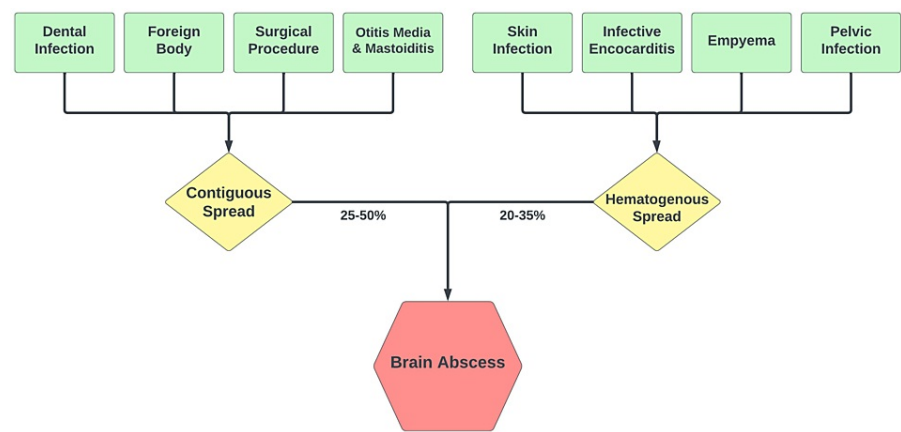 Dental
Infection
Foreign
Body
Surgical
Procedure
Otitis Media
& Mastoiditis
Skin
Infection
Infective
Encocarditis
Empyema
Pelvic
Infection
Contiguous
Spread
Hematogenous
Spread
25-50%
20-35%
Brain Abscess